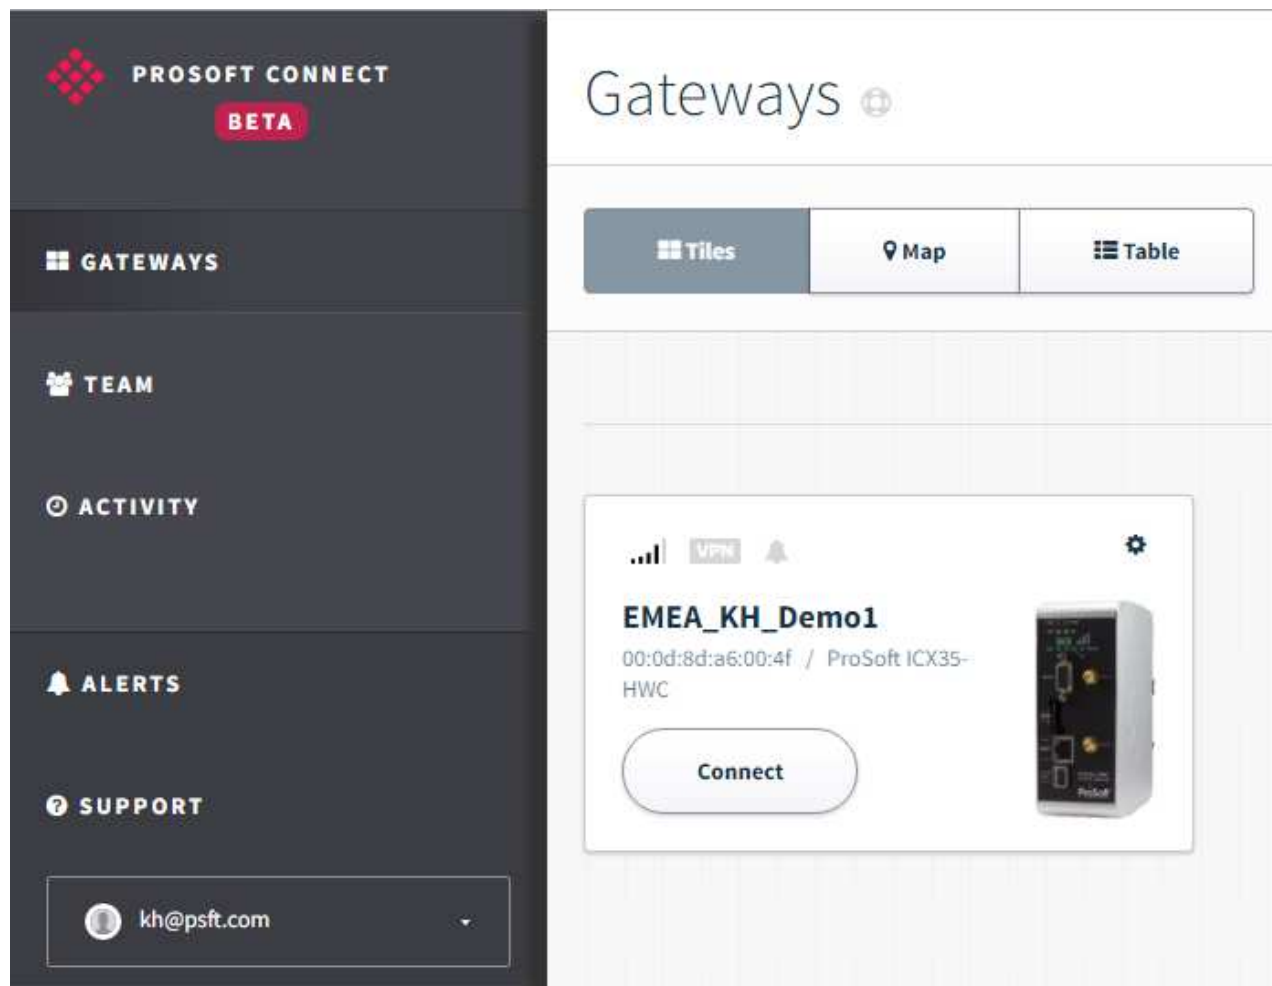 PROSOFT CONNECT
BETA
GATEWAYS
TEAM
ACTIVITY
ALERTS
SUPPORT
kh@psft.com
Gateways
Tiles Map Table
VPN
EMEA_KH_Demo1
00:0d:8d:a6:00:4f / ProSoft ICX35-
HWC
Connect
ProSoft